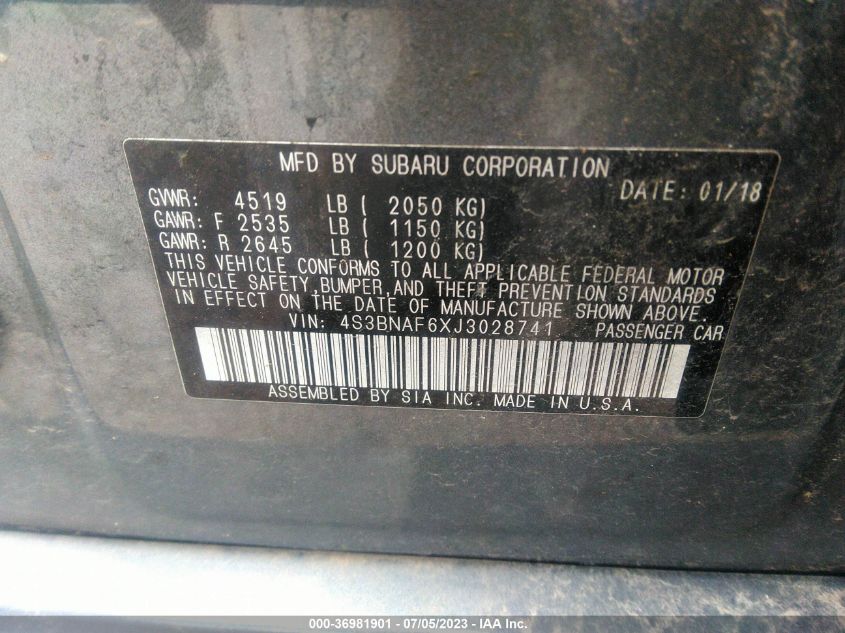 MFD BY SUBARU CORPORATION
DATE: 01/18
GVWR: 4519 LB ( 2050 KG)
GAWR: F 2535 LB ( 1150 KG)
GAWR: R 2645 LB ( 1200 KG)
THIS VEHICLE CONFORMS TO ALL APPLICABLE FEDERAL MOTOR
VEHICLE SAFETY, BUMPER, AND THEFT PREVENTION STANDARDS
IN EFFECT ON THE DATE OF MANUFACTURE SHOWN ABOVE.
VIN: 4S3BNAF6XJ3028741 PASSENGER CAR
ASSEMBLED BY SIA INC. MADE IN U.S.A.
000-36981901 - 07/05/2023 - IAA Inc.